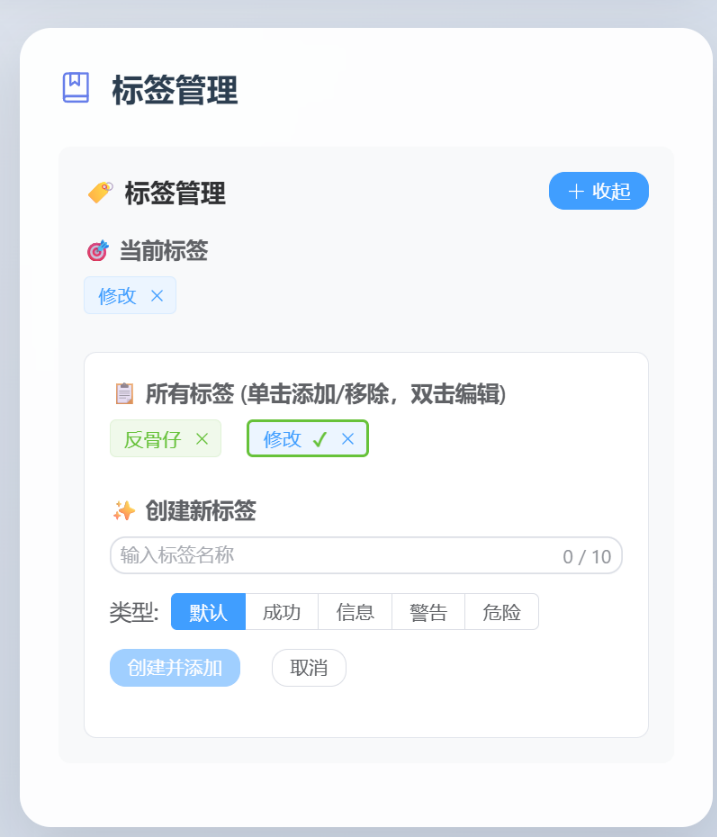 标签管理
标签管理
+ 收起
当前标签
修改 ×
所有标签 (单击添加/移除，双击编辑)
反骨仔 × 修改 ✓ ×
创建新标签
输入标签名称 0 / 10
类型: 默认 成功 信息 警告 危险
创建并添加 取消